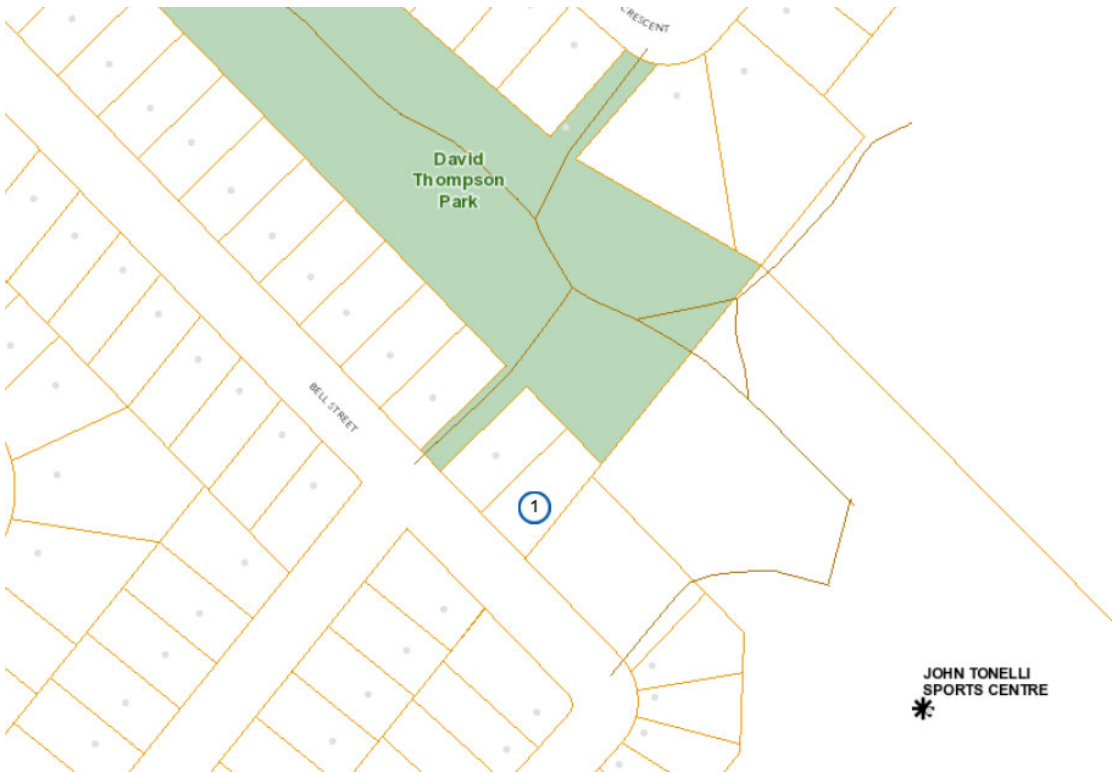 CRESCENT
David
Thompson
Park
BELL STREET
1
JOHN TONELLI
SPORTS CENTRE